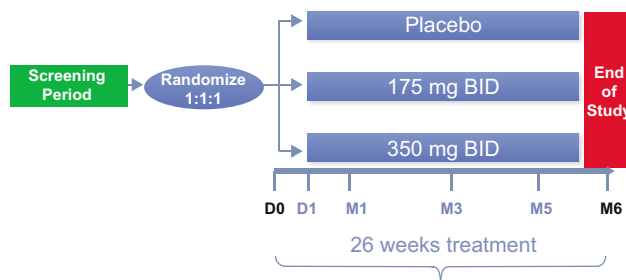 Placebo
Screening
Period
Randomize
1:1:1
175 mg BID
End
of
Study
350 mg BID
D0 D1 M1 M3 M5 M6
26 weeks treatment